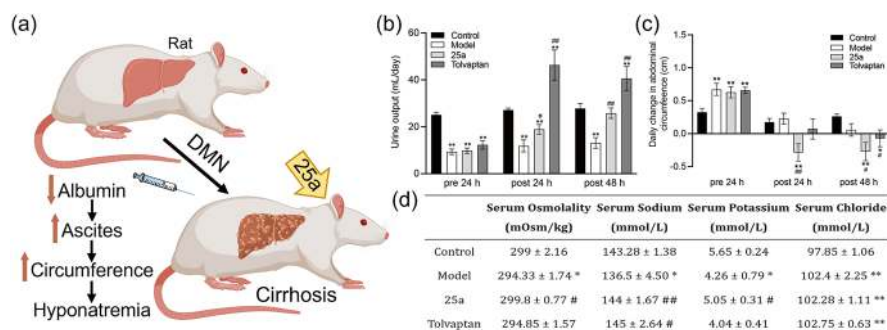 (a)
Rat
DMN
25a
Albumin
Ascites
Circumference
Hyponatremia
Cirrhosis
(b)
Control
Model
25a
Tolvaptan
Urine output (mL/day)
60
40
20
0
** ** **
** # ** ** ##
** ## ** ##
pre 24 h post 24 h post 48 h
(c)
Control
Model
25a
Tolvaptan
Daily change in abdominal
circumference (cm)
1.5
1.0
0.5
0.0
-0.5
** ** **
**
##
**
#
*
#
pre 24 h post 24 h post 48 h
(d)
Serum Osmolality Serum Sodium Serum Potassium Serum Chloride
(mOsm/kg) (mmol/L) (mmol/L) (mmol/L)
Control 299 ± 2.16 143.28 ± 1.38 5.65 ± 0.24 97.85 ± 1.06
Model 294.33 ± 1.74 * 136.5 ± 4.50 * 4.26 ± 0.79 * 102.4 ± 2.25 **
25a 299.8 ± 0.77 # 144 ± 1.67 ## 5.05 ± 0.31 # 102.28 ± 1.11 **
Tolvaptan 294.85 ± 1.57 145 ± 2.64 # 4.04 ± 0.41 102.75 ± 0.63 **